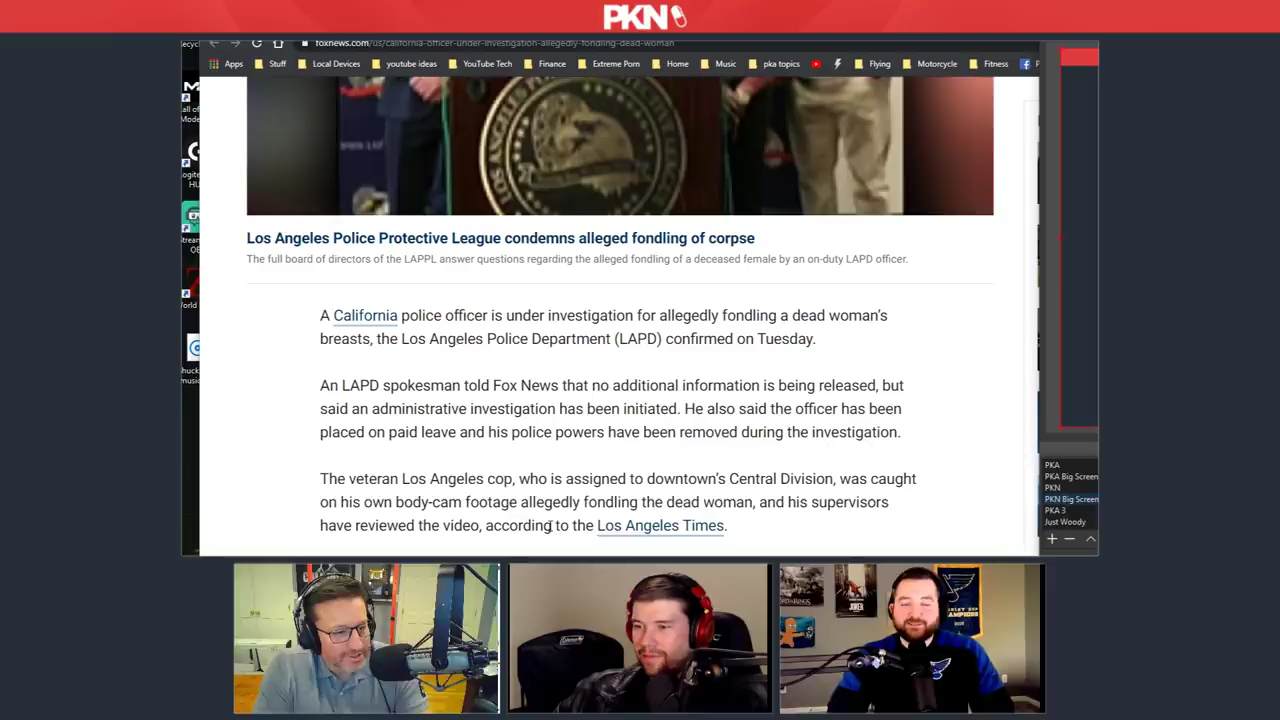 PKN
foxnews.com/us/california-officer-under-investigation-allegedly-fondling-dead-woman
Apps Stuff Local Devices youtube ideas YouTube Tech Finance Extreme Porn Home Music pka topics Flying Motorcycle Fitness
LOS ANGELES
Los Angeles Police Protective League condemns alleged fondling of corpse
The full board of directors of the LAPPL answer questions regarding the alleged fondling of a deceased female by an on-duty LAPD officer.
A California police officer is under investigation for allegedly fondling a dead woman's
breasts, the Los Angeles Police Department (LAPD) confirmed on Tuesday.
An LAPD spokesman told Fox News that no additional information is being released, but
said an administrative investigation has been initiated. He also said the officer has been
placed on paid leave and his police powers have been removed during the investigation.
The veteran Los Angeles cop, who is assigned to downtown's Central Division, was caught
on his own body-cam footage allegedly fondling the dead woman, and his supervisors
have reviewed the video, according to the Los Angeles Times.
PKA
PKA Big Screen
PKN
PKN Big Screen
PKA 3
Just Woody
JOKER